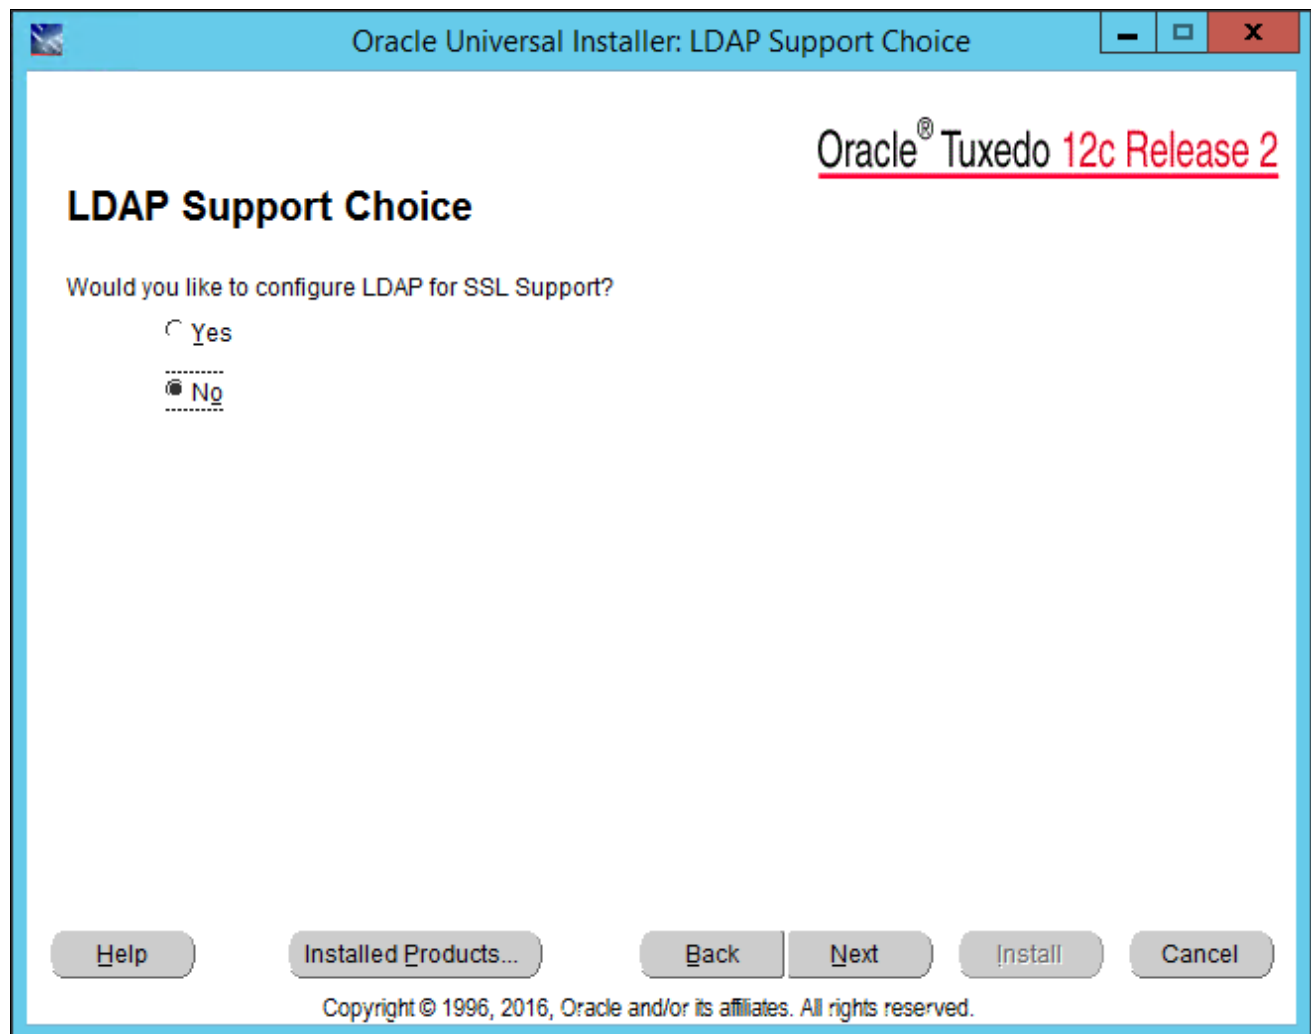 Oracle Universal Installer: LDAP Support Choice
Oracle® Tuxedo 12c Release 2
LDAP Support Choice
Would you like to configure LDAP for SSL Support?
Yes
No
Help Installed Products... Back Next Install Cancel
Copyright © 1996, 2016, Oracle and/or its affiliates. All rights reserved.